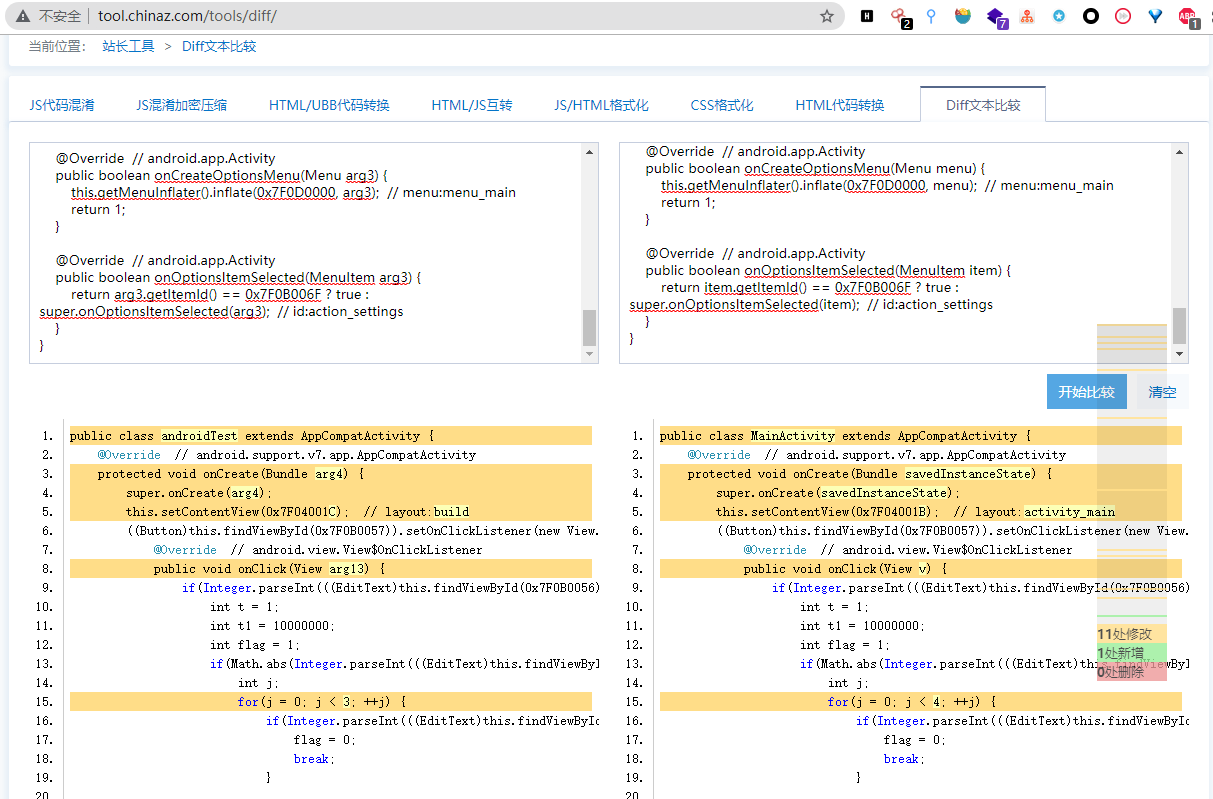 不安全 | tool.chinaz.com/tools/diff/
H 2 7 ABP 1
当前位置： 站长工具 > Diff文本比较
JS代码混淆 JS混淆加密压缩 HTML/UBB代码转换 HTML/JS互转 JS/HTML格式化 CSS格式化 HTML代码转换 Diff文本比较
@Override // android.app.Activity
public boolean onCreateOptionsMenu(Menu arg3) {
this.getMenuInflater().inflate(0x7F0D0000, arg3); // menu:menu_main
return 1;
}
@Override // android.app.Activity
public boolean onOptionsItemSelected(MenuItem arg3) {
return arg3.getItemId() == 0x7F0B006F ? true :
super.onOptionsItemSelected(arg3); // id:action_settings
}
}
@Override // android.app.Activity
public boolean onCreateOptionsMenu(Menu menu) {
this.getMenuInflater().inflate(0x7F0D0000, menu); // menu:menu_main
return 1;
}
@Override // android.app.Activity
public boolean onOptionsItemSelected(MenuItem item) {
return item.getItemId() == 0x7F0B006F ? true :
super.onOptionsItemSelected(item); // id:action_settings
}
}
开始比较 清空
1. public class androidTest extends AppCompatActivity {
2. @Override // android.support.v7.app.AppCompatActivity
3. protected void onCreate(Bundle arg4) {
4. super.onCreate(arg4);
5. this.setContentView(0x7F04001C); // layout:build
6. ((Button)this.findViewById(0x7F0B0057)).setOnClickListener(new View.
7. @Override // android.view.View$OnClickListener
8. public void onClick(View arg13) {
9. if(Integer.parseInt(((EditText)this.findViewById(0x7F0B0056)
10. int t = 1;
11. int t1 = 10000000;
12. int flag = 1;
13. if(Math.abs(Integer.parseInt(((EditText)this.findViewBy
14. int j;
15. for(j = 0; j < 3; ++j) {
16. if(Integer.parseInt(((EditText)this.findViewById
17. flag = 0;
18. break;
19. }
20.
1. public class MainActivity extends AppCompatActivity {
2. @Override // android.support.v7.app.AppCompatActivity
3. protected void onCreate(Bundle savedInstanceState) {
4. super.onCreate(savedInstanceState);
5. this.setContentView(0x7F04001B); // layout:activity_main
6. ((Button)this.findViewById(0x7F0B0057)).setOnClickListener(new View.
7. @Override // android.view.View$OnClickListener
8. public void onClick(View v) {
9. if(Integer.parseInt(((EditText)this.findViewById(0x7F0B0056)
10. int t = 1;
11. int t1 = 10000000;
12. int flag = 1;
13. if(Math.abs(Integer.parseInt(((EditText)this.findViewBy
14. int j;
15. for(j = 0; j < 4; ++j) {
16. if(Integer.parseInt(((EditText)this.findViewById
17. flag = 0;
18. break;
19. }
20.
11处修改
1处新增
0处删除